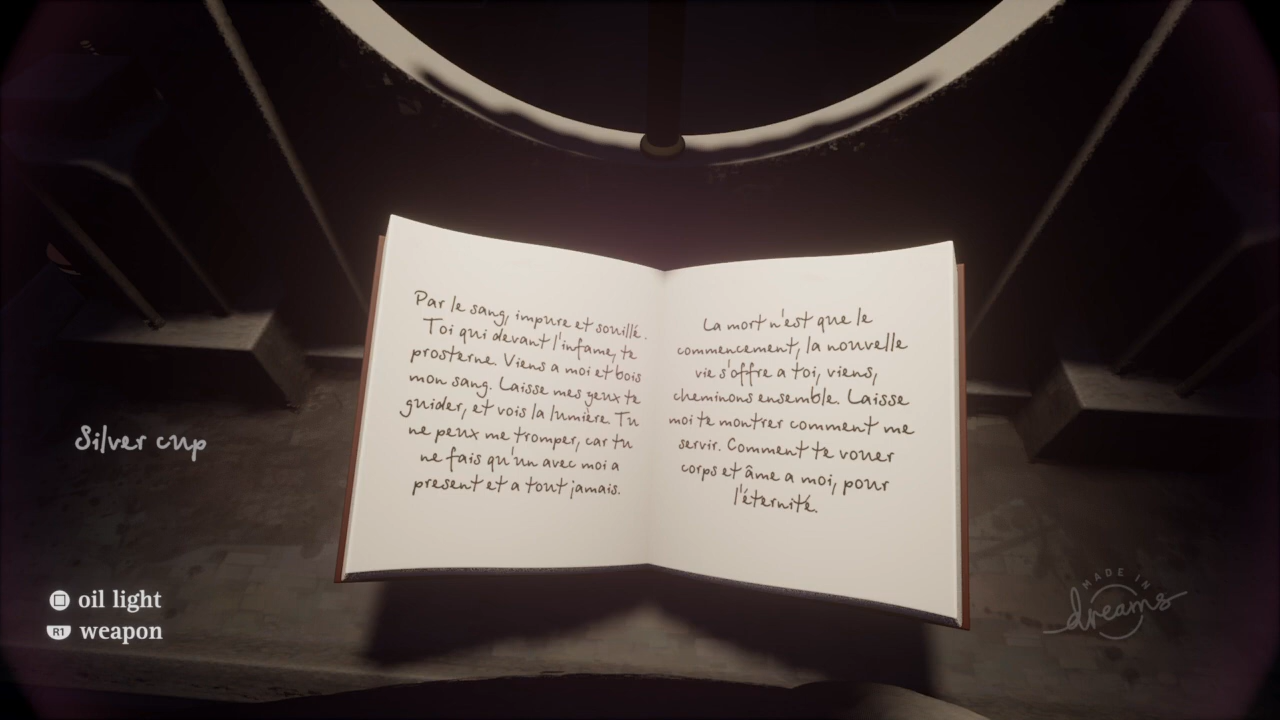 Par le sang, impure et souillé.
Toi qui devant l'infame, te
prosterne. Viens a moi et bois
mon sang. Laisse mes yeux te
guider, et vois la lumière. Tu
ne peux me tromper, car tu
ne fais qu'un avec moi a
present et a tout jamais.
La mort n'est que le
commencement, la nouvelle
vie s'offre a toi, viens,
cheminons ensemble. Laisse
moi te montrer comment me
servir. Comment te vouer
corps et âme a moi, pour
l'éternité.
Silver cup
oil light
R1 weapon
MADE IN
dreams